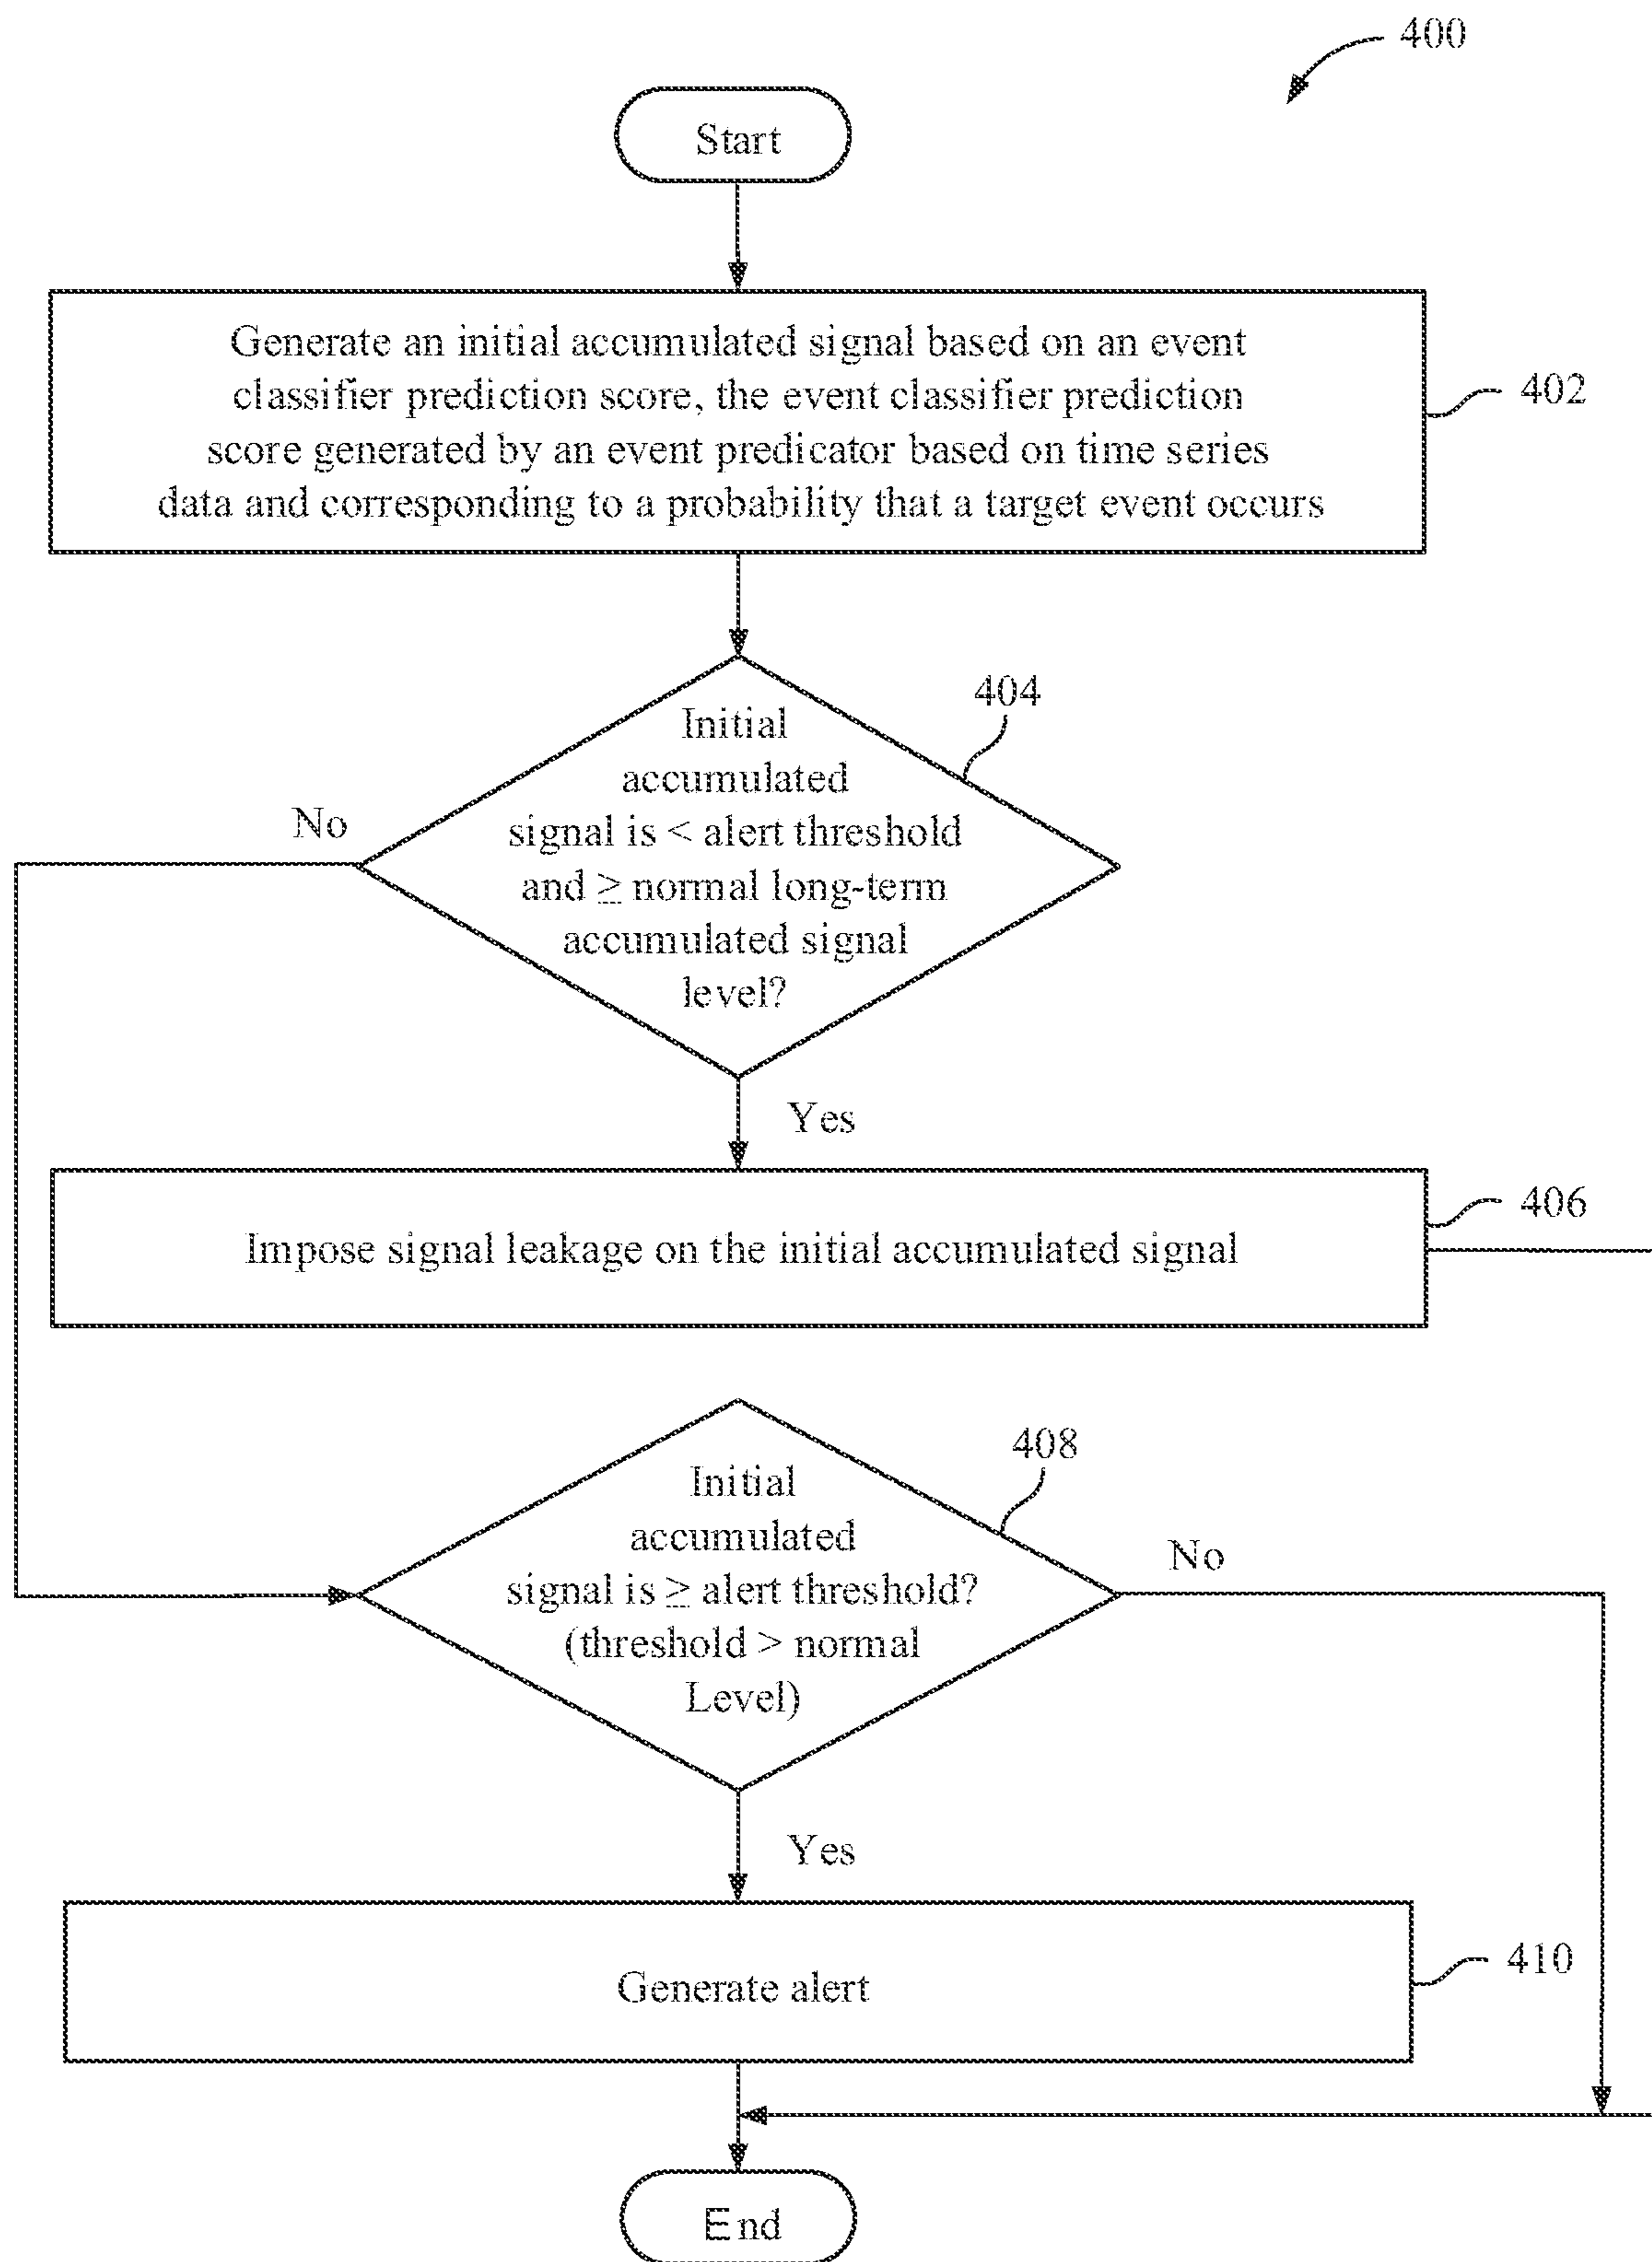 400
Start
Generate an initial accumulated signal based on an event
classifier prediction score, the event classifier prediction
score generated by an event predicator based on time series
data and corresponding to a probability that a target event occurs
402
404
Initial
accumulated
signal is < alert threshold
and ≥ normal long-term
accumulated signal
level?
No
Yes
406
Impose signal leakage on the initial accumulated signal
408
Initial
accumulated
signal is ≥ alert threshold?
(threshold > normal
Level)
No
Yes
Generate alert
410
End